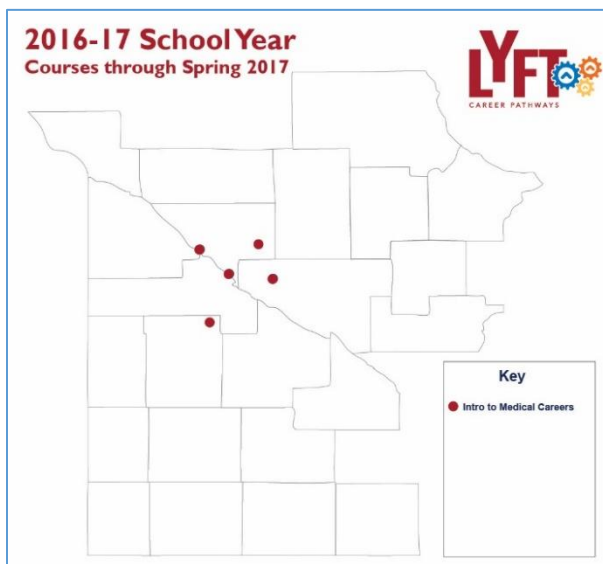 2016-17 School Year
Courses through Spring 2017
LYFT
CAREER PATHWAYS
Key
Intro to Medical Careers